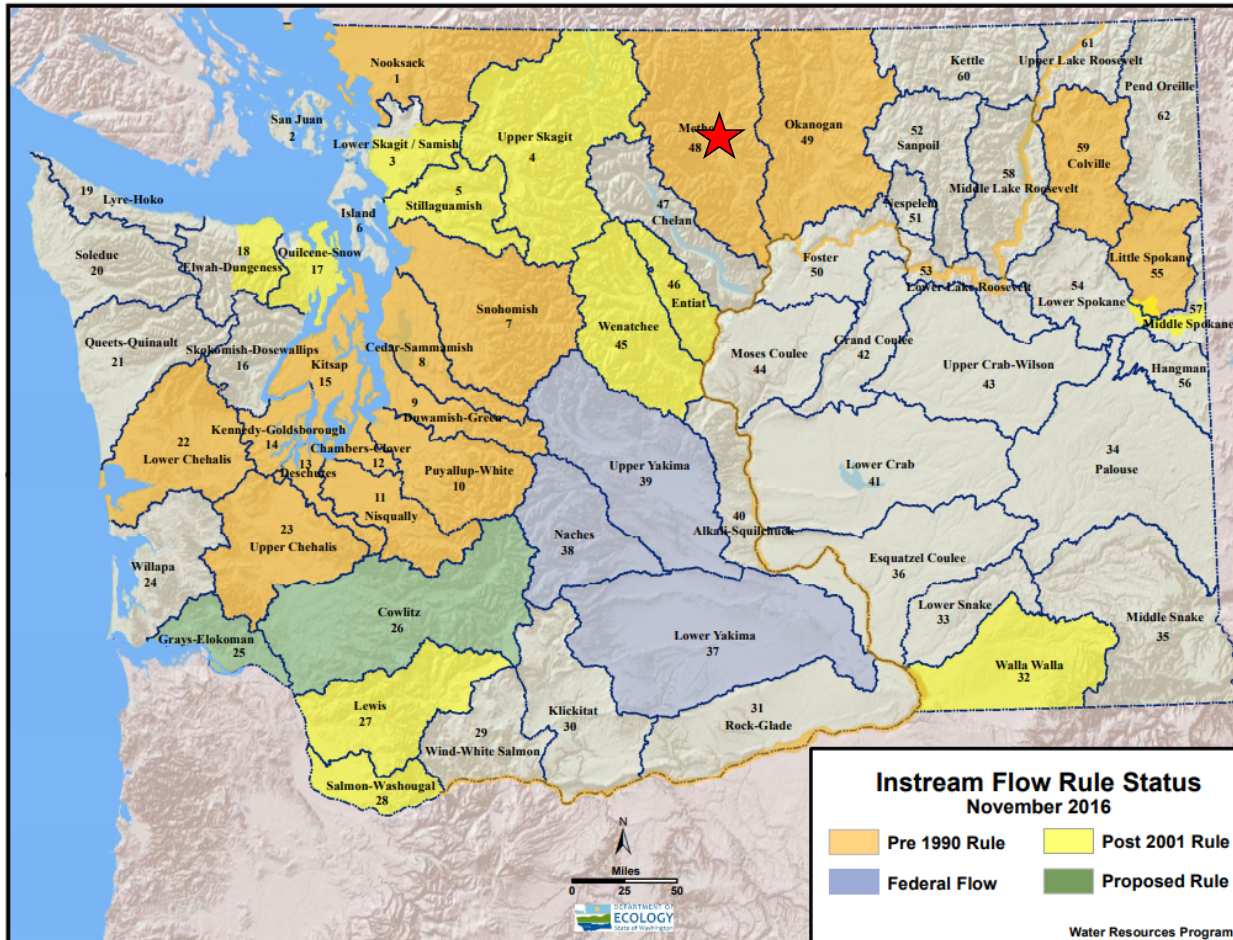 Nooksack
1
San Juan
2
Lower Skagit / Samish
3
Upper Skagit
4
5
Stillaguamish
Island
6
Snohomish
7
Cedar-Sammamish
8
9
Duwamish-Green
Puyallup-White
10
11
Nisqually
Chambers-Clover
12
13
Deschutes
Kennedy-Goldsborough
14
Kitsap
15
Skokomish-Dosewallips
16
Quilcene-Snow
17
18
Elwah-Dungeness
19
Lyre-Hoko
Soleduc
20
Queets-Quinault
21
22
Lower Chehalis
23
Upper Chehalis
Willapa
24
Grays-Elokoman
25
Cowlitz
26
Lewis
27
Salmon-Washougal
28
29
Wind-White Salmon
Klickitat
30
31
Rock-Glade
Walla Walla
32
Lower Snake
33
34
Palouse
Middle Snake
35
Esquatzel Coulee
36
Lower Yakima
37
Naches
38
Upper Yakima
39
40
Alkali-Squilchuck
Lower Crab
41
Grand Coulee
42
Upper Crab-Wilson
43
Moses Coulee
44
Wenatchee
45
46
Entiat
47
Chelan
48
Okanogan
49
Foster
50
Nespelem
51
52
Sanpoil
53
Lower Lake Roosevelt
54
Lower Spokane
Little Spokane
55
Hangman
56
57
Middle Spokane
58
Middle Lake Roosevelt
59
Colville
Kettle
60
61
Upper Lake Roosevelt
Pend Oreille
62
N
Miles
0 25 50
DEPARTMENT OF
ECOLOGY
State of Washington
Instream Flow Rule Status
November 2016
Pre 1990 Rule
Post 2001 Rule
Federal Flow
Proposed Rule
Water Resources Program